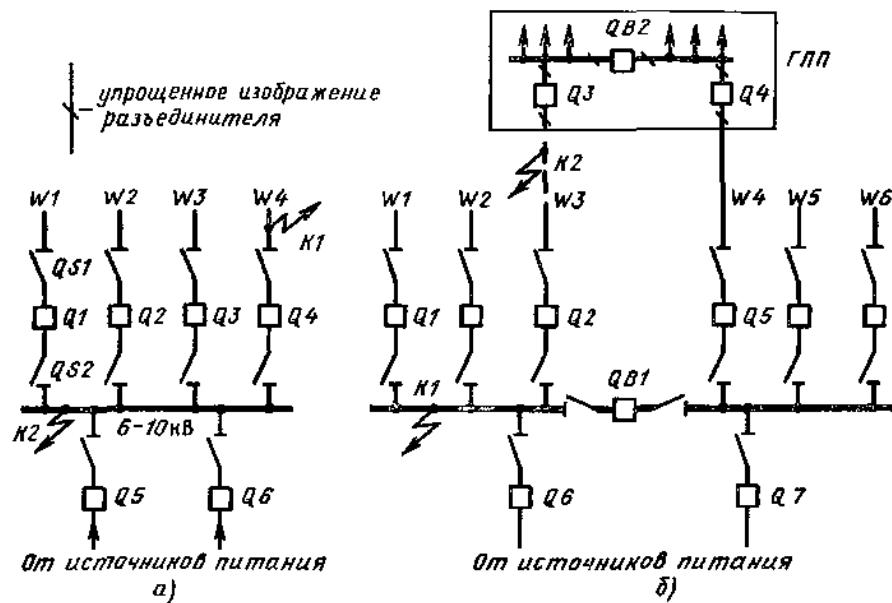 QB2
ГПП
Q3
Q4
упрощенное изображение
разъединителя
K2
W1
W2
W3
W4
K1
W1
W2
W3
W4
W5
W6
QS1
Q1
Q2
Q3
Q4
Q1
Q2
Q5
QS2
K2
6-10кВ
K1
QB1
Q5
Q6
Q6
Q7
От источников питания
а)
От источников питания
б)